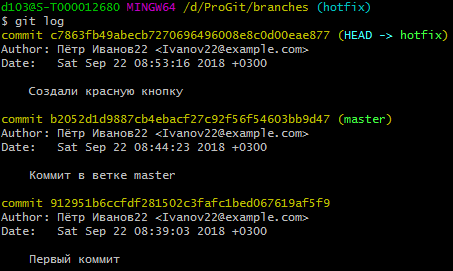 d103@S-T000012680 MINGW64 /d/ProGit/branches (hotfix)
$ git log
commit c7863fb49abecb7270696496008e8c0d00eae877 (HEAD -> hotfix)
Author: Пётр Иванов22 <Ivanov22@example.com>
Date:   Sat Sep 22 08:53:16 2018 +0300
Создали красную кнопку
commit b2052d1d9887cb4ebacf27c92f56f54603bb9d47 (master)
Author: Пётр Иванов22 <Ivanov22@example.com>
Date:   Sat Sep 22 08:44:23 2018 +0300
Коммит в ветке master
commit 912951b6ccfdf281502c3fafc1bed067619af5f9
Author: Пётр Иванов22 <Ivanov22@example.com>
Date:   Sat Sep 22 08:39:03 2018 +0300
Первый коммит